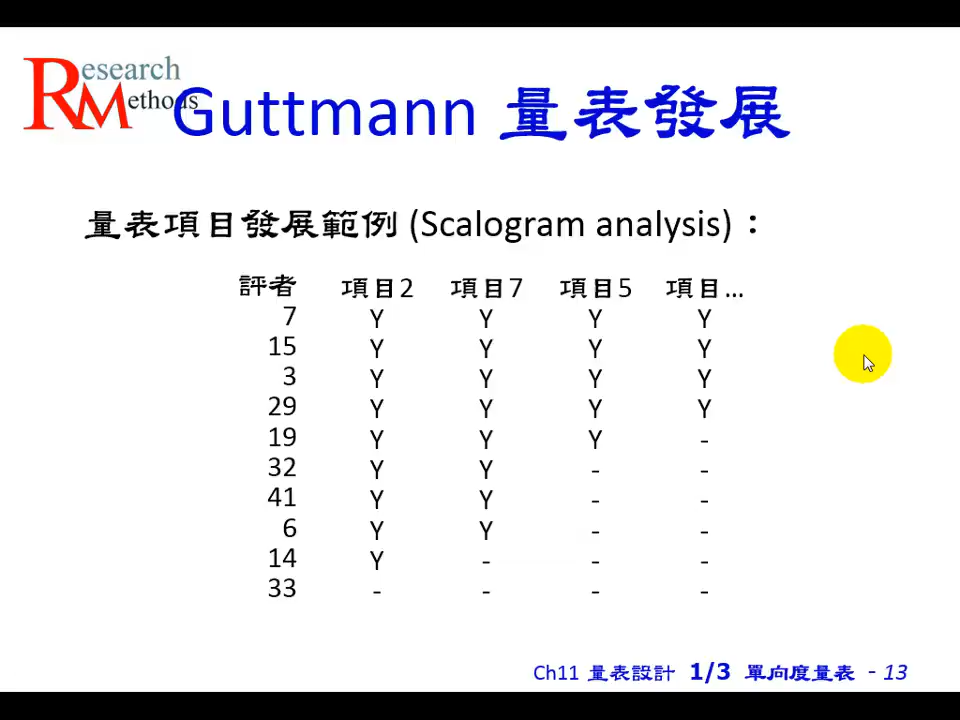 Research
Methods
Guttmann 量表發展
量表項目發展範例 (Scalogram analysis)：
評者 項目2 項目7 項目5 項目...
7 Y Y Y Y
15 Y Y Y Y
3 Y Y Y Y
29 Y Y Y Y
19 Y Y Y -
32 Y Y - -
41 Y Y - -
6 Y Y - -
14 Y - - -
33 - - - -
Ch11 量表設計 1/3 單向度量表 - 13